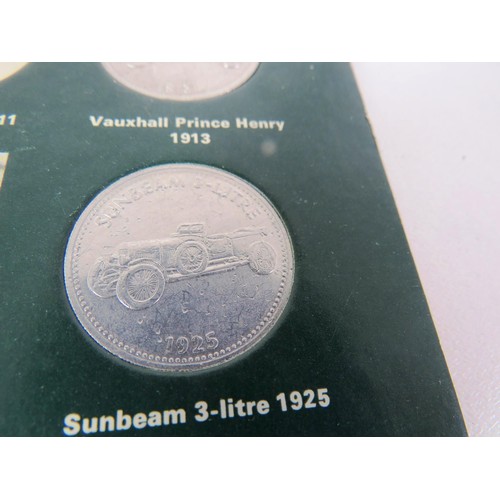 11
Vauxhall Prince Henry
1913
SUNBEAM 3-LITRE
1925
Sunbeam 3-litre 1925